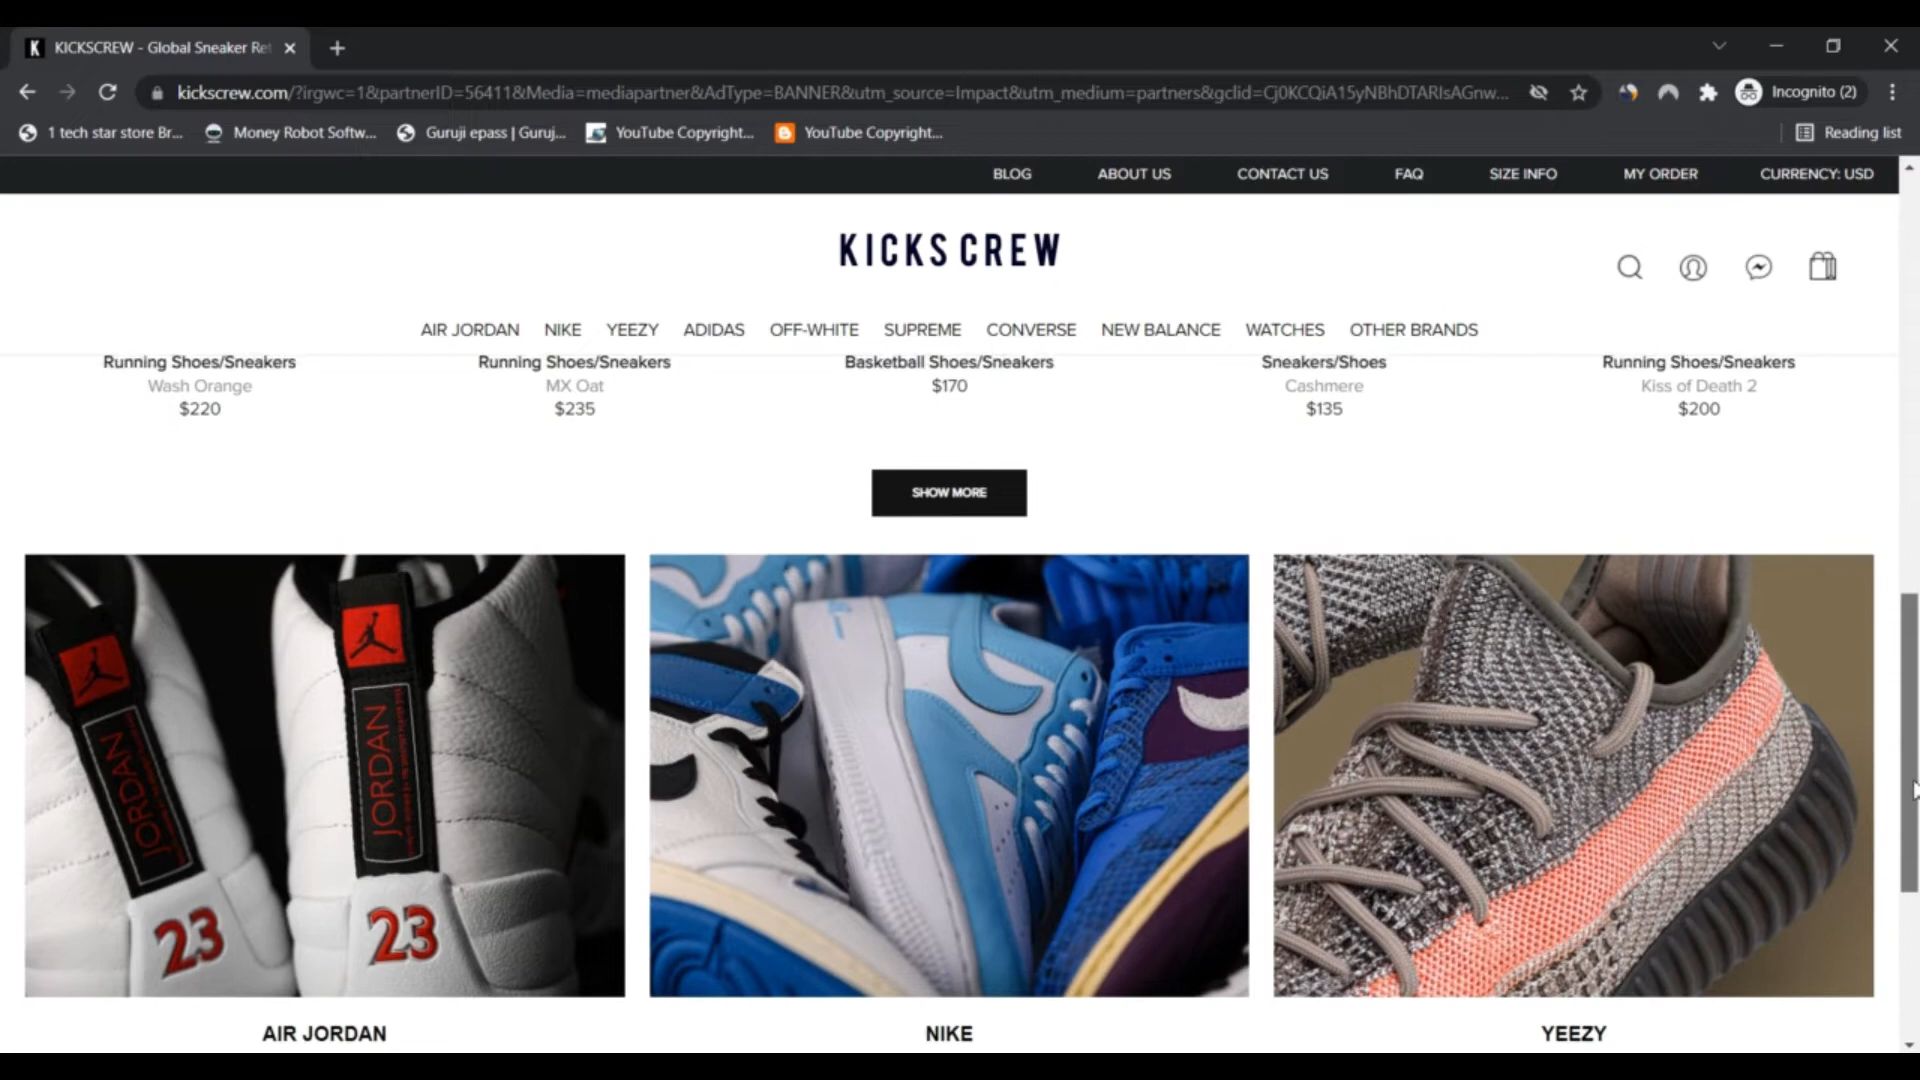 KICKSCREW - Global Sneaker Ret
kickscrew.com/?irgwc=1&partnerID=56411&Media=mediapartner&AdType=BANNER&utm_source=Impact&utm_medium=partners&gclid=Cj0KCQiA15yNBhDTARIsAGnw...
Incognito (2)
1 tech star store Br...
Money Robot Softw...
Guruji epass | Guruj...
YouTube Copyright...
YouTube Copyright...
Reading list
BLOG
ABOUT US
CONTACT US
FAQ
SIZE INFO
MY ORDER
CURRENCY: USD
KICKS CREW
AIR JORDAN
NIKE
YEEZY
ADIDAS
OFF-WHITE
SUPREME
CONVERSE
NEW BALANCE
WATCHES
OTHER BRANDS
Running Shoes/Sneakers
Wash Orange
$220
Running Shoes/Sneakers
MX Oat
$235
Basketball Shoes/Sneakers
$170
Sneakers/Shoes
Cashmere
$135
Running Shoes/Sneakers
Kiss of Death 2
$200
SHOW MORE
JORDAN
23
JORDAN
23
AIR JORDAN
NIKE
YEEZY